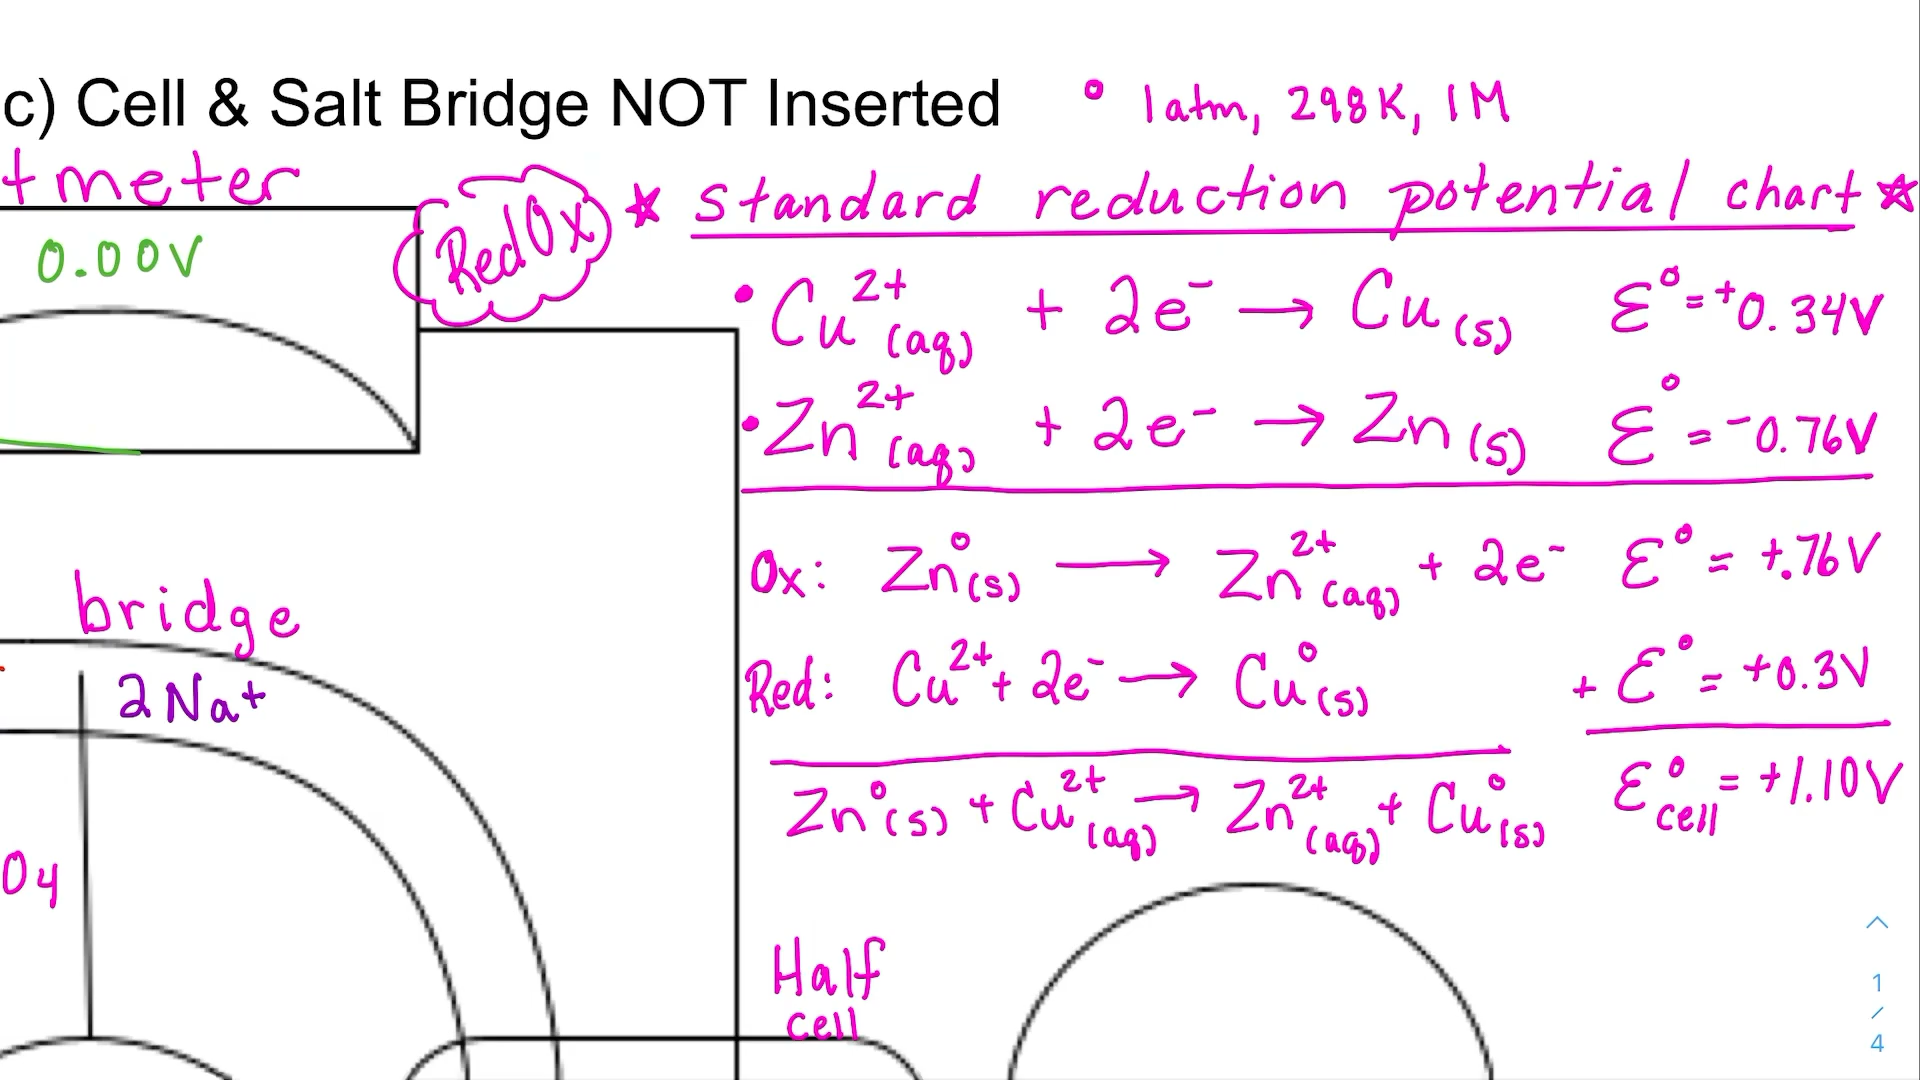 c) Cell & Salt Bridge NOT Inserted
° 1atm, 298K, 1M
tmeter
0.00V
RedOx
☆ standard reduction potential chart ☆
• Cu²⁺(aq) + 2e⁻ → Cu(s) Ɛ° = +0.34V
• Zn²⁺(aq) + 2e⁻ → Zn(s) Ɛ° = -0.76V
Ox: Zn°(s) → Zn²⁺(aq) + 2e⁻ Ɛ° = +.76V
bridge
2Na+
Red: Cu²⁺ + 2e⁻ → Cu°(s) + Ɛ° = +0.3V
Zn°(s) + Cu²⁺(aq) → Zn²⁺(aq) + Cu°(s) Ɛ°cell = +1.10V
O4
Half
cell
1
/
4